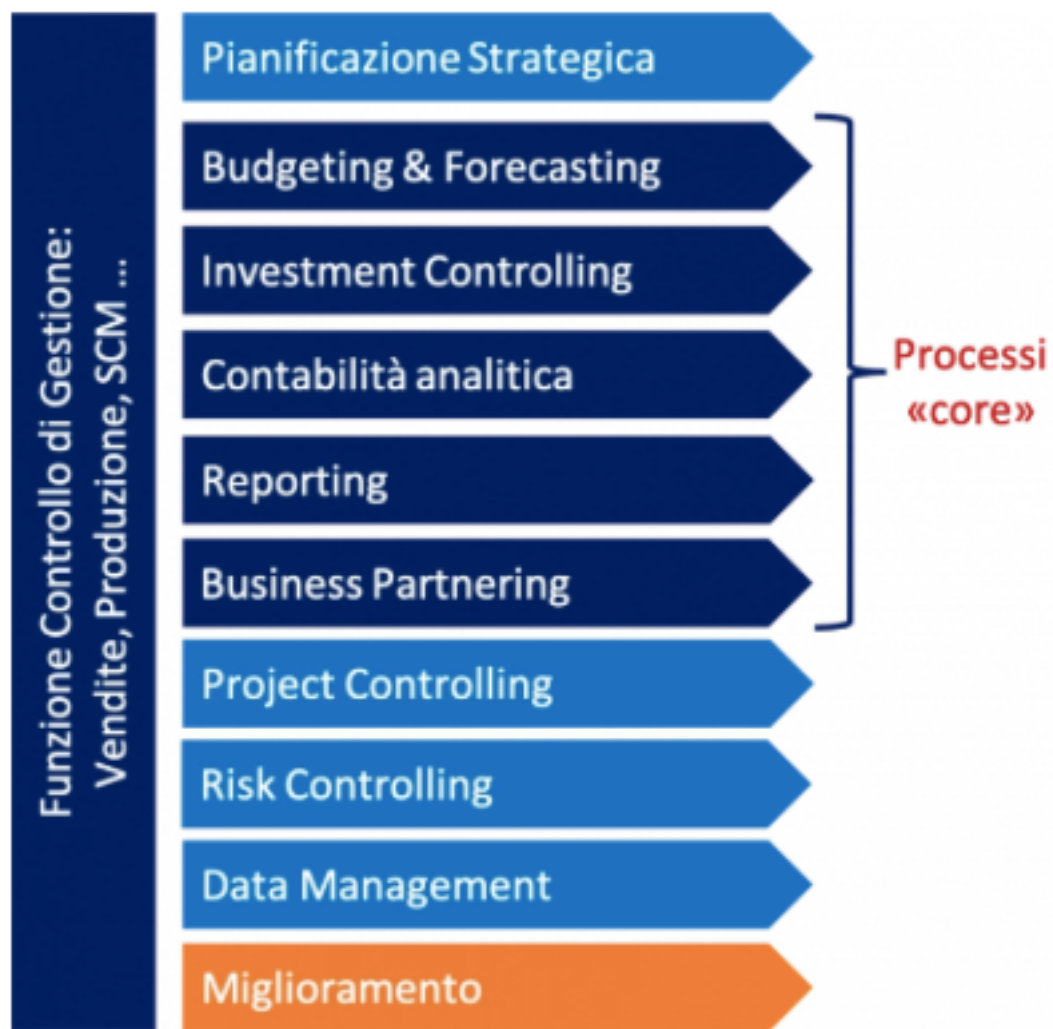 Funzione Controllo di Gestione:
Vendite, Produzione, SCM ...
Pianificazione Strategica
Budgeting & Forecasting
Investment Controlling
Contabilità analitica
Reporting
Business Partnering
Project Controlling
Risk Controlling
Data Management
Miglioramento
Processi
«core»